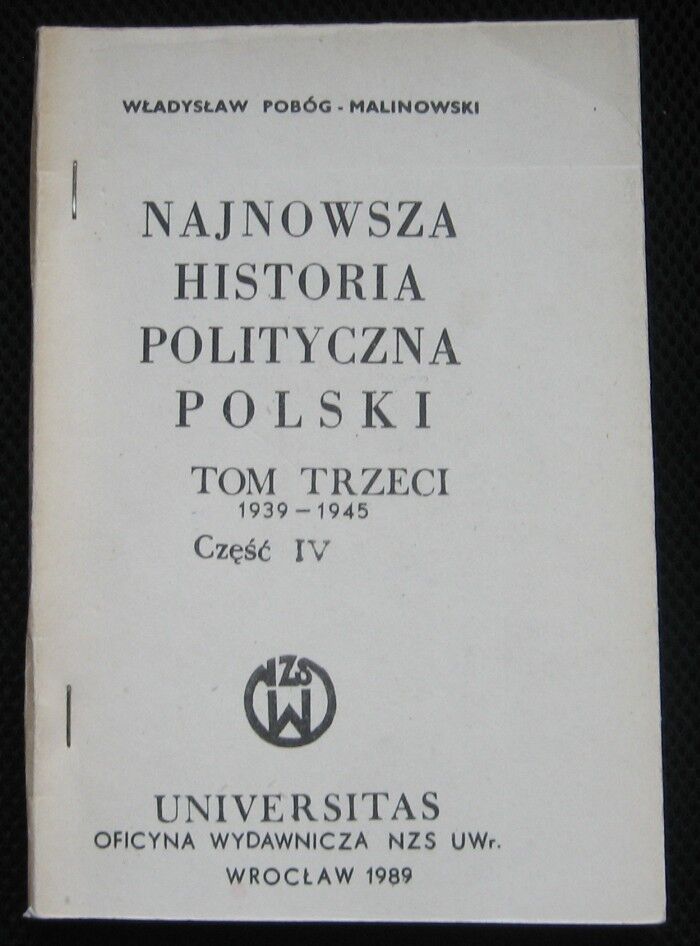 WŁADYSŁAW POBÓG - MALINOWSKI
NAJNOWSZA
HISTORIA
POLITYCZNA
POLSKI
TOM TRZECI
1939 – 1945
Część IV
NZS
W
UNIVERSITAS
OFICYNA WYDAWNICZA NZS UWr.
WROCŁAW 1989